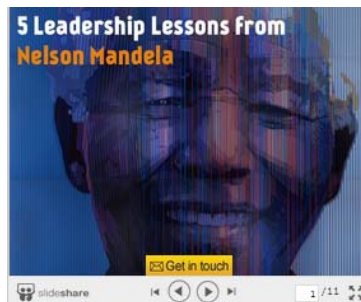 5 Leadership Lessons from
Nelson Mandela
Get in touch
slideshare
1 /11